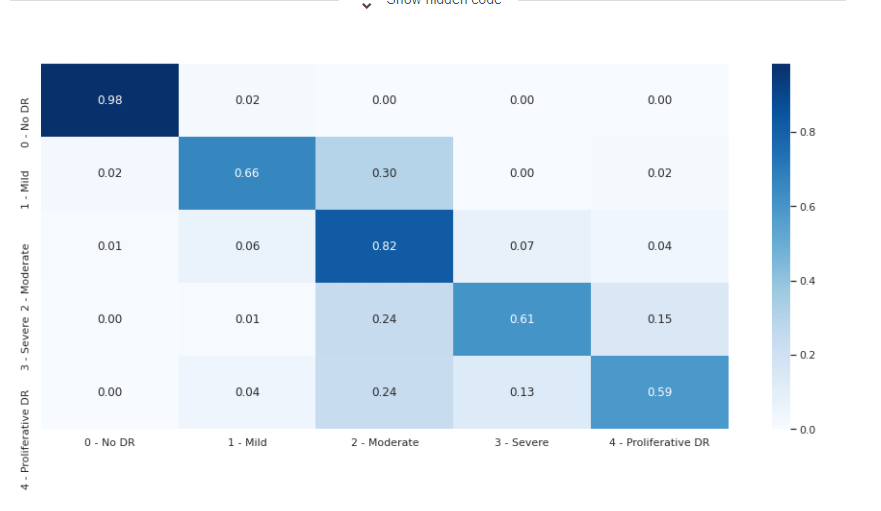 Show hidden code
0 - No DR 0.98 0.02 0.00 0.00 0.00
1 - Mild 0.02 0.66 0.30 0.00 0.02
2 - Moderate 0.01 0.06 0.82 0.07 0.04
3 - Severe 0.00 0.01 0.24 0.61 0.15
4 - Proliferative DR 0.00 0.04 0.24 0.13 0.59
0 - No DR 1 - Mild 2 - Moderate 3 - Severe 4 - Proliferative DR
0.8
0.6
0.4
0.2
0.0